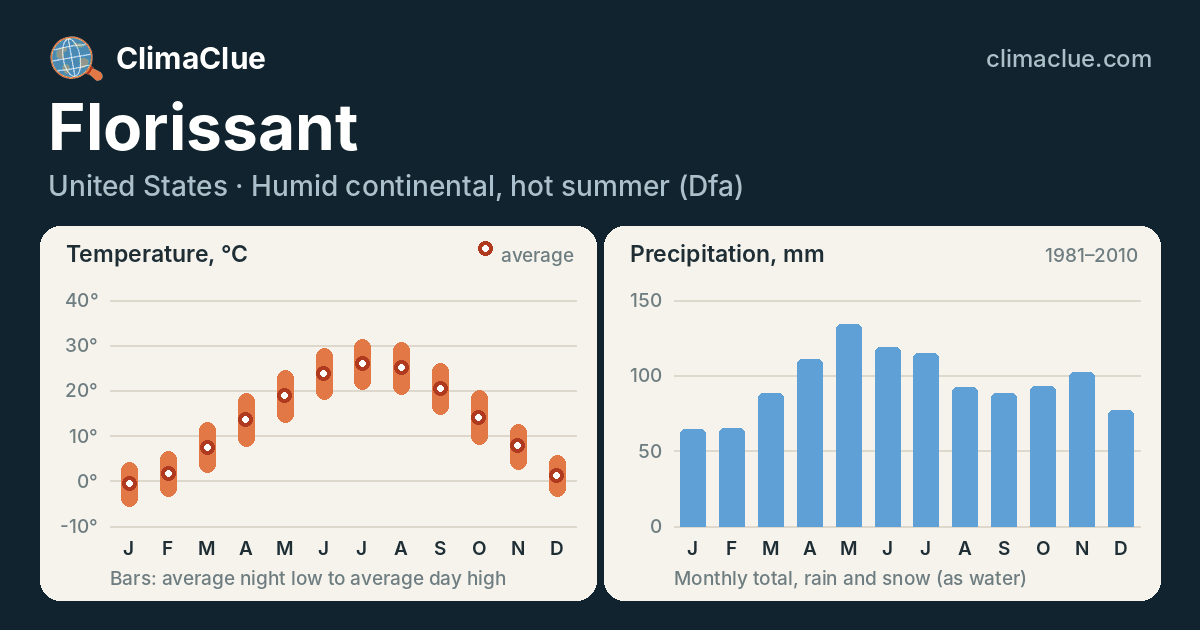 ClimaClue
climaclue.com
Florissant
United States · Humid continental, hot summer (Dfa)
Temperature, °C
average
40°
30°
20°
10°
0°
-10°
J F M A M J J A S O N D
Bars: average night low to average day high
Precipitation, mm
1981–2010
150
100
50
0
J F M A M J J A S O N D
Monthly total, rain and snow (as water)